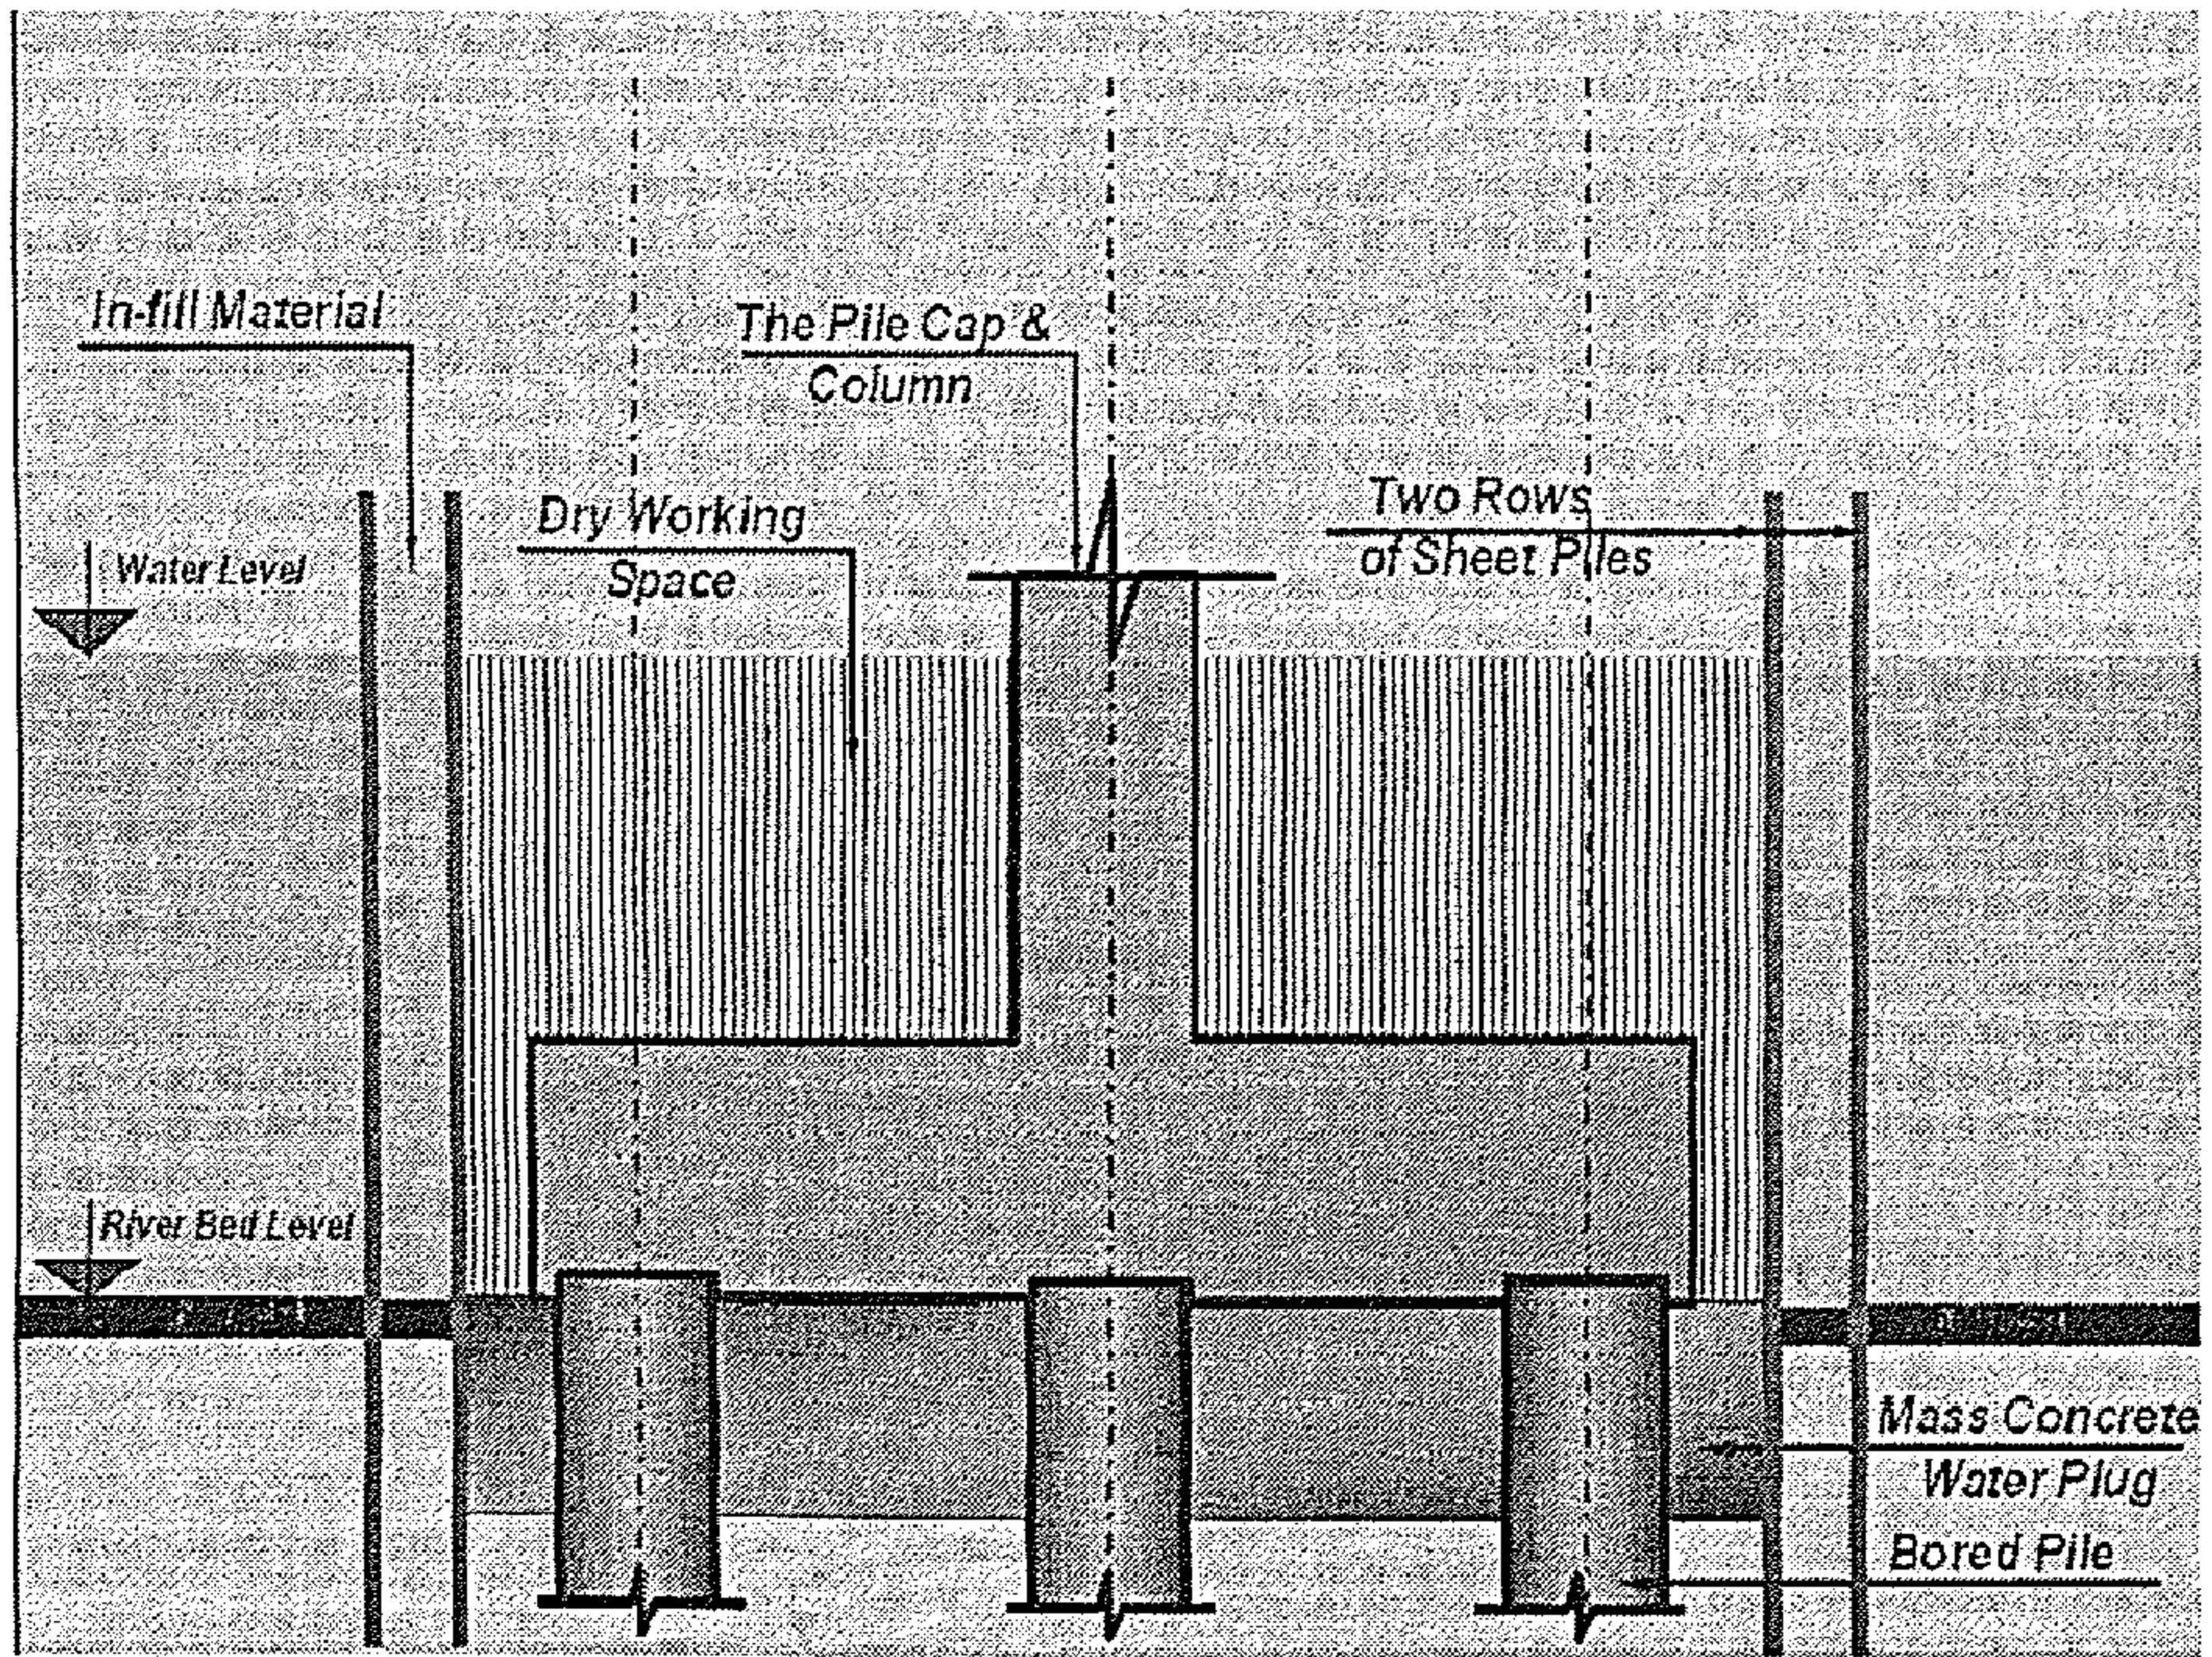 In-fill Material
The Pile Cap &
Column
Two Rows
of Sheet Piles
Dry Working
Space
Water Level
River Bed Level
Mass Concrete
Water Plug
Bored Pile